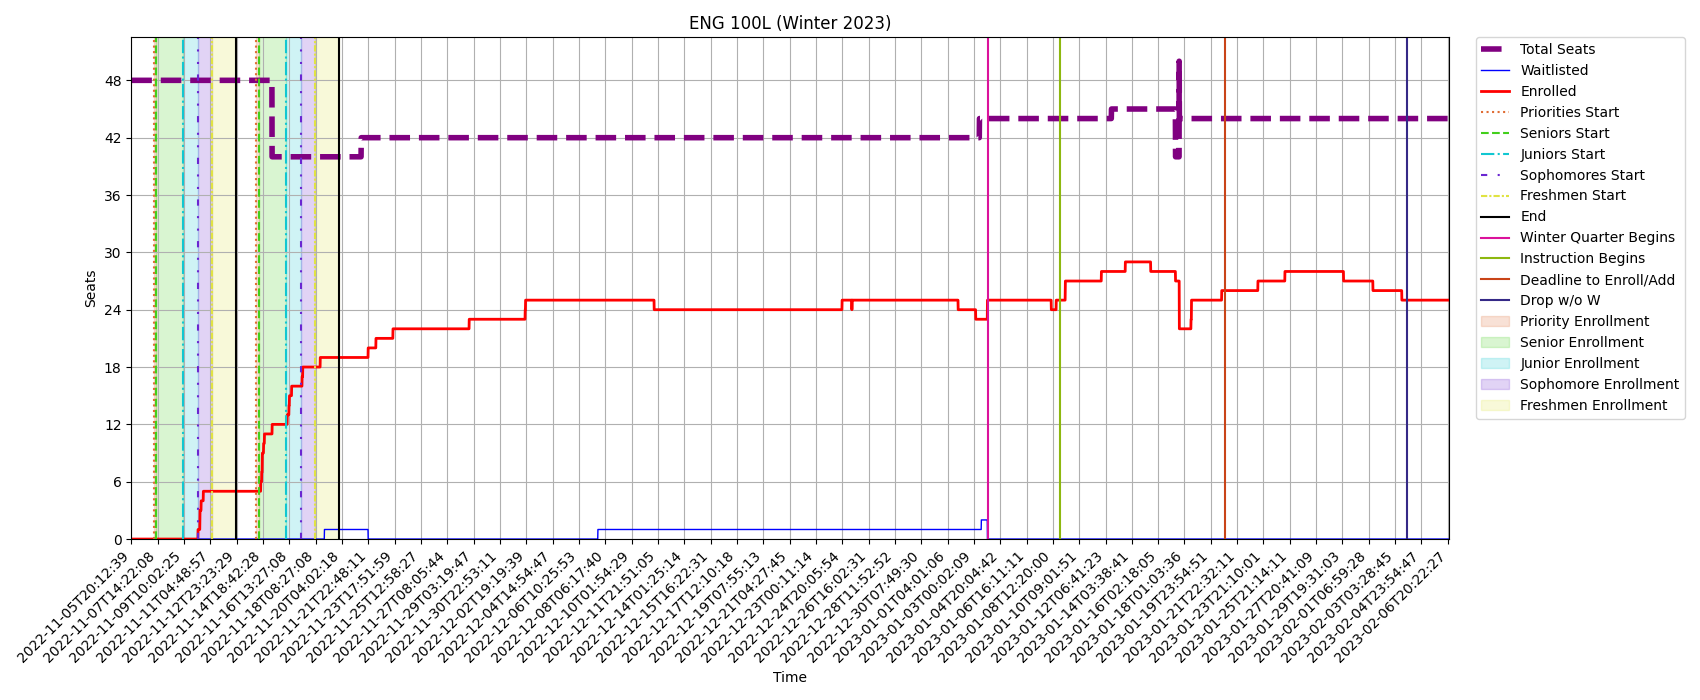 ENG 100L (Winter 2023)
Seats
48
42
36
30
24
18
12
6
0
2022-11-05T20:12:39
2022-11-07T14:22:08
2022-11-09T10:02:25
2022-11-11T04:48:57
2022-11-12T23:23:29
2022-11-14T18:42:28
2022-11-16T13:27:08
2022-11-18T08:27:08
2022-11-20T04:02:18
2022-11-21T22:48:11
2022-11-23T17:51:59
2022-11-25T12:58:27
2022-11-27T08:05:44
2022-11-29T03:19:47
2022-11-30T22:53:11
2022-12-02T19:19:39
2022-12-04T14:54:47
2022-12-06T10:25:53
2022-12-08T06:17:40
2022-12-10T01:54:29
2022-12-11T21:51:05
2022-12-14T01:25:14
2022-12-15T16:22:31
2022-12-17T12:10:18
2022-12-19T07:55:13
2022-12-21T04:27:45
2022-12-23T00:11:14
2022-12-24T20:05:54
2022-12-26T16:02:31
2022-12-28T11:52:52
2022-12-30T07:49:30
2023-01-01T04:01:06
2023-01-03T00:02:09
2023-01-04T20:04:42
2023-01-06T16:11:11
2023-01-08T12:20:00
2023-01-10T09:01:51
2023-01-12T06:41:23
2023-01-14T03:38:41
2023-01-16T02:18:05
2023-01-18T01:03:36
2023-01-19T23:54:51
2023-01-21T22:32:11
2023-01-23T21:10:01
2023-01-25T21:14:11
2023-01-27T20:41:09
2023-01-29T19:31:03
2023-02-01T06:59:28
2023-02-03T03:28:45
2023-02-04T23:54:47
2023-02-06T20:22:27
Time
Total Seats
Waitlisted
Enrolled
Priorities Start
Seniors Start
Juniors Start
Sophomores Start
Freshmen Start
End
Winter Quarter Begins
Instruction Begins
Deadline to Enroll/Add
Drop w/o W
Priority Enrollment
Senior Enrollment
Junior Enrollment
Sophomore Enrollment
Freshmen Enrollment